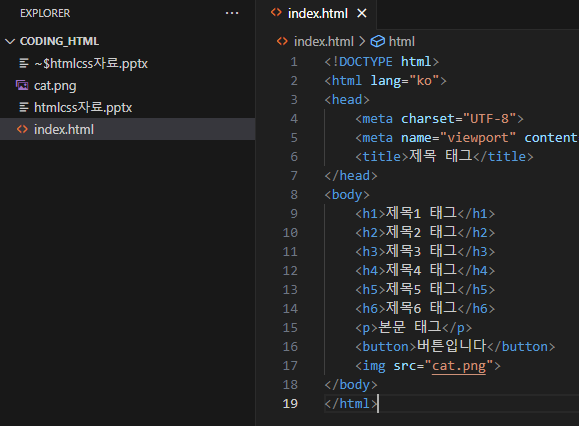 EXPLORER ...
CODING_HTML
~$htmlcss자료.pptx
cat.png
htmlcss자료.pptx
index.html
index.html
index.html > html
1 <!DOCTYPE html>
2 <html lang="ko">
3 <head>
4 <meta charset="UTF-8">
5 <meta name="viewport" content
6 <title>제목 태그</title>
7 </head>
8 <body>
9 <h1>제목1 태그</h1>
10 <h2>제목2 태그</h2>
11 <h3>제목3 태그</h3>
12 <h4>제목4 태그</h4>
13 <h5>제목5 태그</h5>
14 <h6>제목6 태그</h6>
15 <p>본문 태그</p>
16 <button>버튼입니다</button>
17 <img src="cat.png">
18 </body>
19 </html>